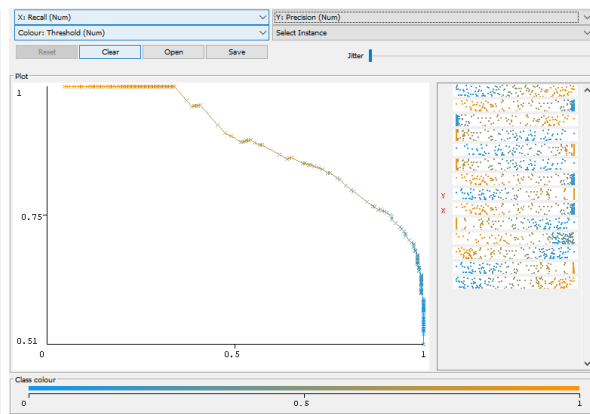 X: Recall (Num) Y: Precision (Num)
Colour: Threshold (Num) Select Instance
Reset Clear Open Save Jitter
Plot
1
0.75
0.51
0 0.5 1
Y
X
Class colour
0 0.5 1